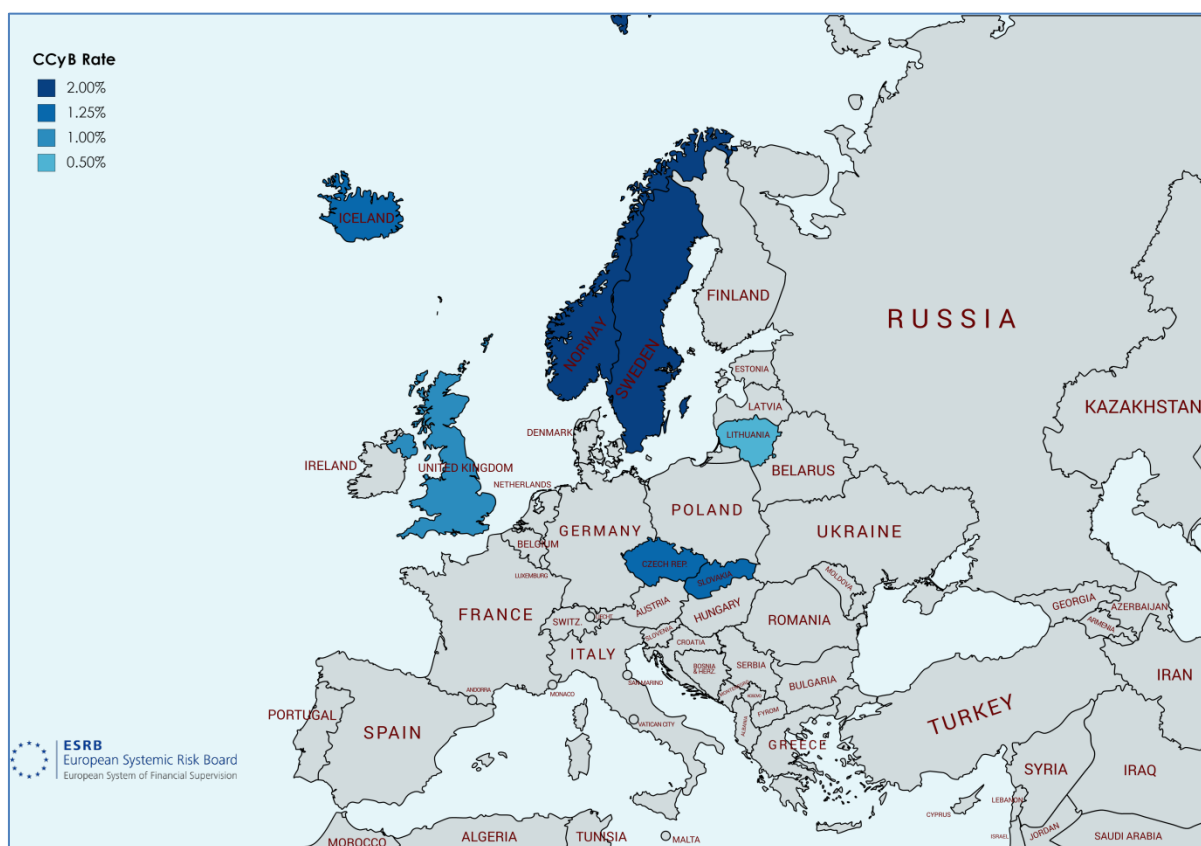 CCyB Rate
2.00%
1.25%
1.00%
0.50%
ICELAND
NORWAY
SWEDEN
FINLAND
RUSSIA
ESTONIA
LATVIA
LITHUANIA
KAZAKHSTAN
DENMARK
IRELAND
UNITED KINGDOM
NETHERLANDS
BELARUS
POLAND
GERMANY
UKRAINE
BELGIUM
CZECH REP.
SLOVAKIA
LUXEMBURG
MOLDOVA
FRANCE
AUSTRIA
HUNGARY
SWITZ.
LIECHT.
ROMANIA
GEORGIA
AZERBAIJAN
ARMENIA
SLOVENIA
CROATIA
ITALY
BOSNIA
& HERZ.
SERBIA
SAN MARINO
MONTENEGRO
KOSOVO
BULGARIA
ANDORRA
MONACO
IRAN
PORTUGAL
SPAIN
VATICAN CITY
FYROM
ALBANIA
TURKEY
GREECE
ESRB
European Systemic Risk Board
European System of Financial Supervision
SYRIA
IRAQ
CYPRUS
LEBANON
MOROCCO
ALGERIA
TUNISIA
MALTA
ISRAEL
JORDAN
SAUDI ARABIA